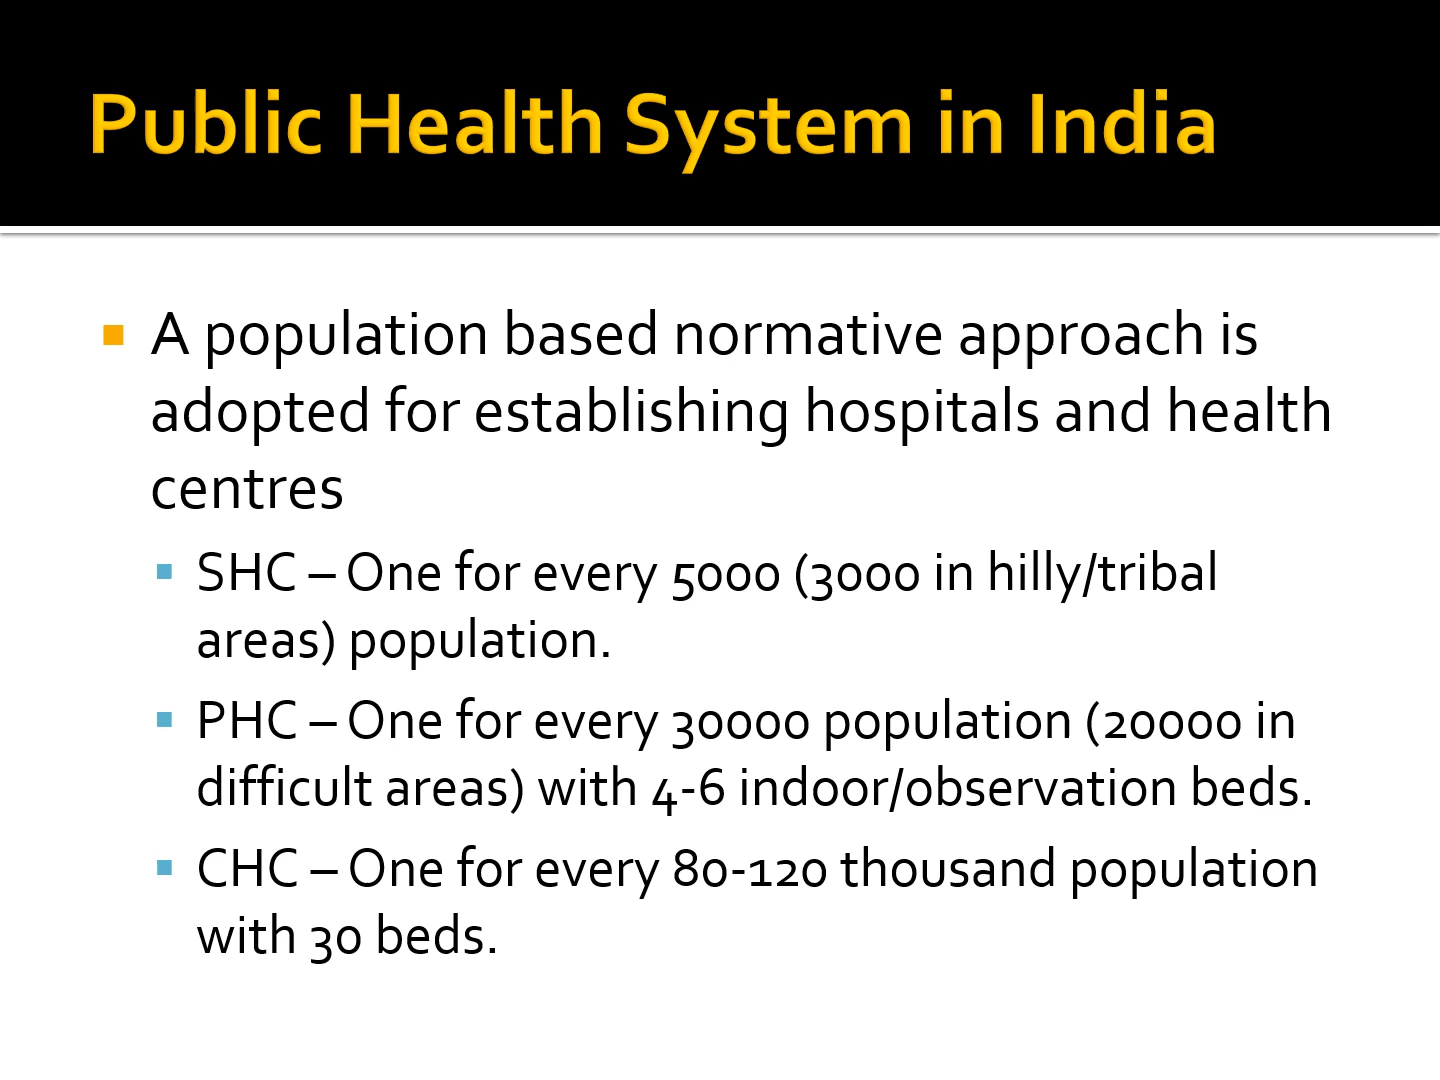 Public Health System in India
A population based normative approach is
adopted for establishing hospitals and health
centres
SHC – One for every 5000 (3000 in hilly/tribal
areas) population.
PHC – One for every 30000 population (20000 in
difficult areas) with 4-6 indoor/observation beds.
CHC – One for every 80-120 thousand population
with 30 beds.